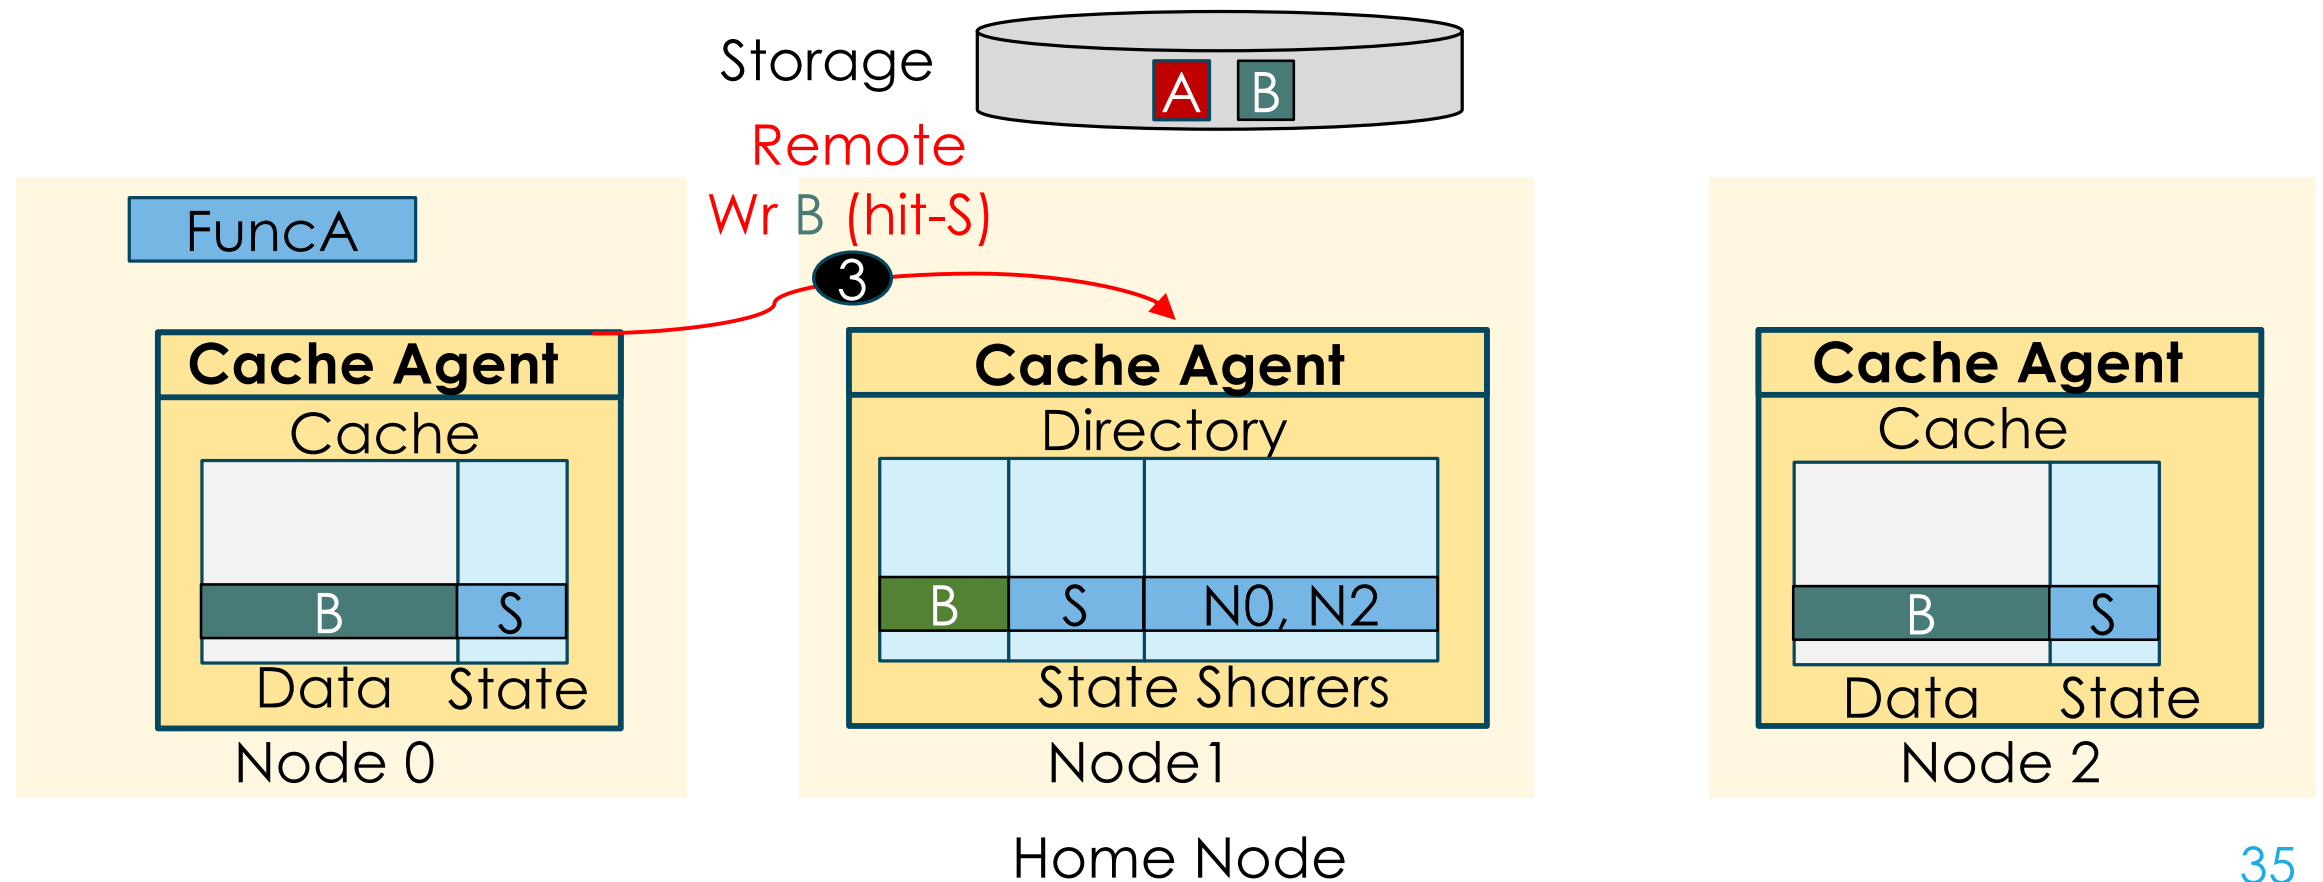 Storage
A B
Remote
Wr B (hit-S)
3
FuncA
Cache Agent
Cache
B S
Data State
Node 0
Cache Agent
Directory
B S N0, N2
State Sharers
Node1
Home Node
Cache Agent
Cache
B S
Data State
Node 2
35